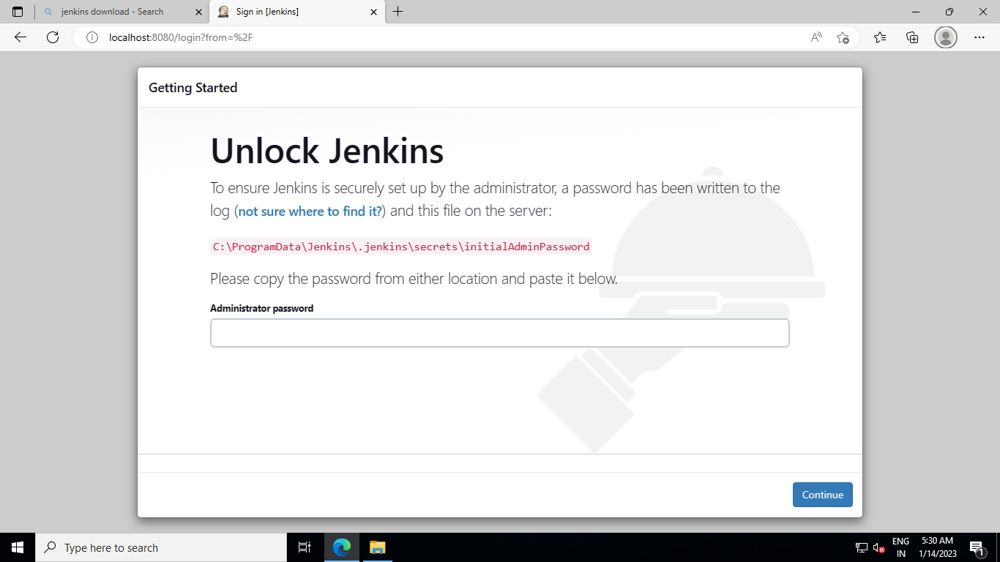 jenkins download - Search
Sign in [Jenkins]
localhost:8080/login?from=%2F
Getting Started
Unlock Jenkins
To ensure Jenkins is securely set up by the administrator, a password has been written to the
log (not sure where to find it?) and this file on the server:
C:\ProgramData\Jenkins\.jenkins\secrets\initialAdminPassword
Please copy the password from either location and paste it below.
Administrator password
Continue
Type here to search
ENG
IN
5:30 AM
1/14/2023
1